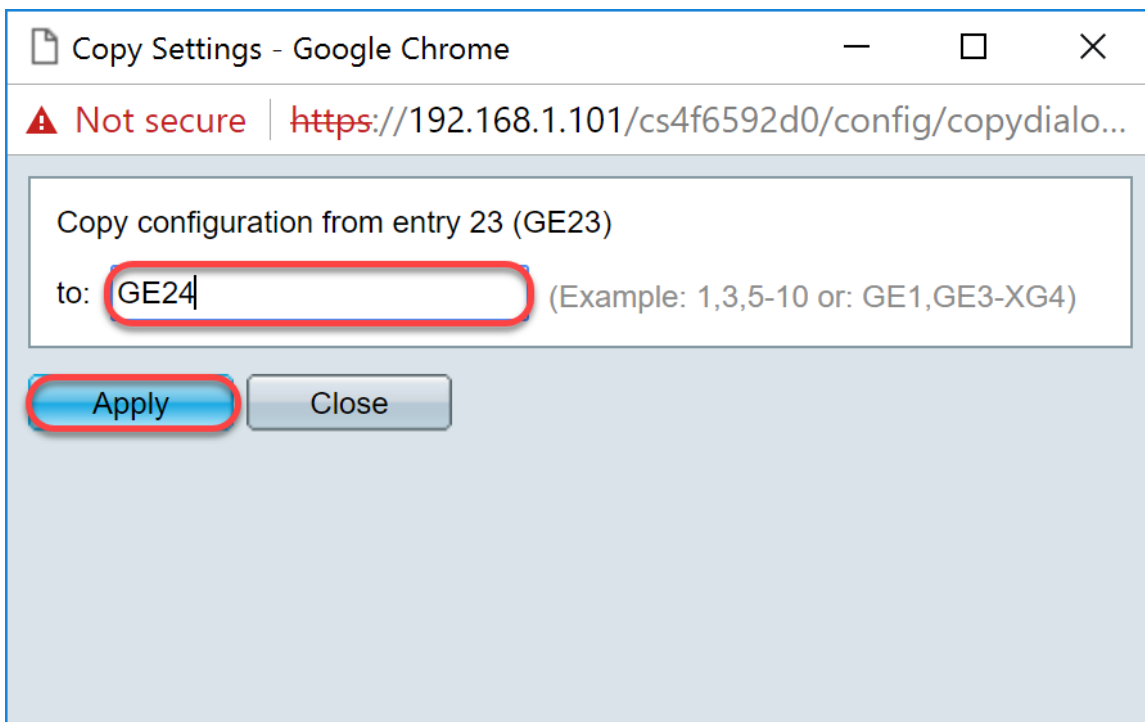 Copy Settings - Google Chrome
Not secure https://192.168.1.101/cs4f6592d0/config/copydialo...
Copy configuration from entry 23 (GE23)
to: GE24 (Example: 1,3,5-10 or: GE1,GE3-XG4)
Apply Close